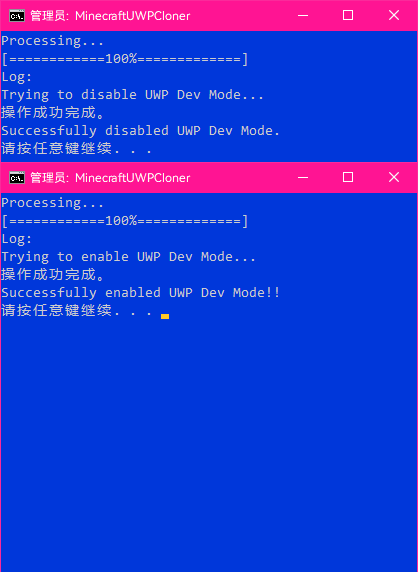 管理员: MinecraftUWPCloner
Processing...
[============100%=============]
Log:
Trying to disable UWP Dev Mode...
操作成功完成。
Successfully disabled UWP Dev Mode.
请按任意键继续. . .
管理员: MinecraftUWPCloner
Processing...
[============100%=============]
Log:
Trying to enable UWP Dev Mode...
操作成功完成。
Successfully enabled UWP Dev Mode!!
请按任意键继续. . .